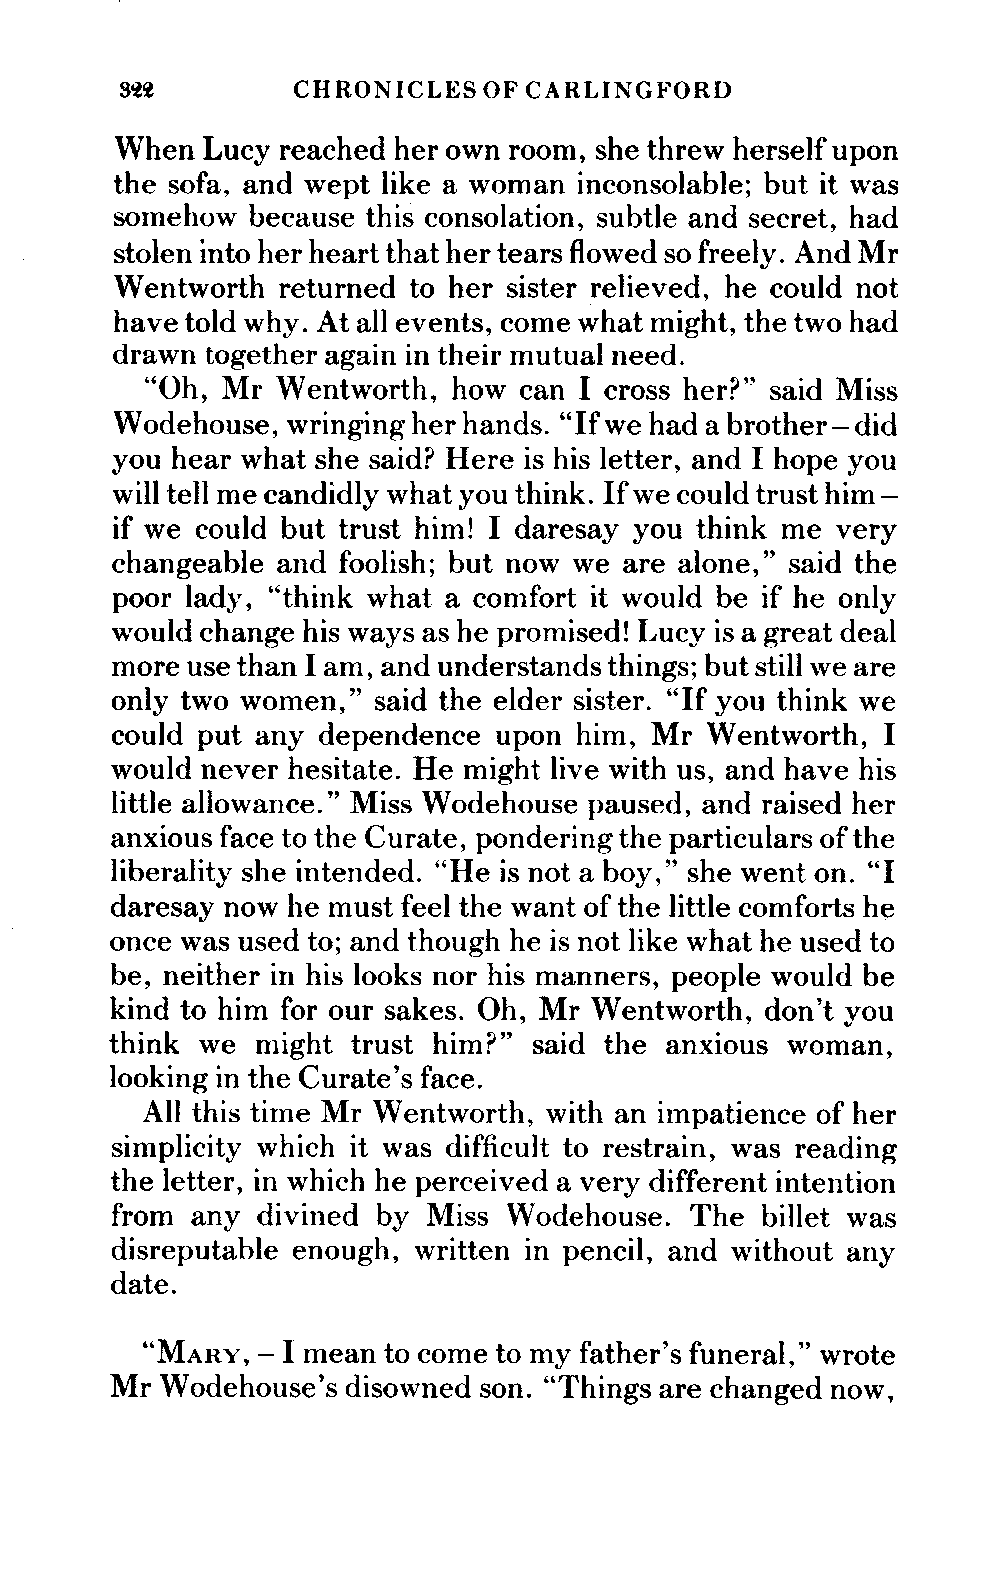 322 CHRONICLES OF CARLINGFORD
When Lucy reached her own room, she threw herself upon
the sofa, and wept like a woman inconsolable; but it was
somehow because this consolation, subtle and secret, had
stolen into her heart that her tears flowed so freely. And Mr
Wentworth returned to her sister relieved, he could not
have told why. At all events, come what might, the two had
drawn together again in their mutual need.
“Oh, Mr Wentworth, how can I cross her?” said Miss
Wodehouse, wringing her hands. “If we had a brother – did
you hear what she said? Here is his letter, and I hope you
will tell me candidly what you think. If we could trust him –
if we could but trust him! I daresay you think me very
changeable and foolish; but now we are alone,” said the
poor lady, “think what a comfort it would be if he only
would change his ways as he promised! Lucy is a great deal
more use than I am, and understands things; but still we are
only two women,” said the elder sister. “If you think we
could put any dependence upon him, Mr Wentworth, I
would never hesitate. He might live with us, and have his
little allowance.” Miss Wodehouse paused, and raised her
anxious face to the Curate, pondering the particulars of the
liberality she intended. “He is not a boy,” she went on. “I
daresay now he must feel the want of the little comforts he
once was used to; and though he is not like what he used to
be, neither in his looks nor his manners, people would be
kind to him for our sakes. Oh, Mr Wentworth, don’t you
think we might trust him?” said the anxious woman,
looking in the Curate’s face.
All this time Mr Wentworth, with an impatience of her
simplicity which it was difficult to restrain, was reading
the letter, in which he perceived a very different intention
from any divined by Miss Wodehouse. The billet was
disreputable enough, written in pencil, and without any
date.
“MARY, – I mean to come to my father’s funeral,” wrote
Mr Wodehouse’s disowned son. “Things are changed now,